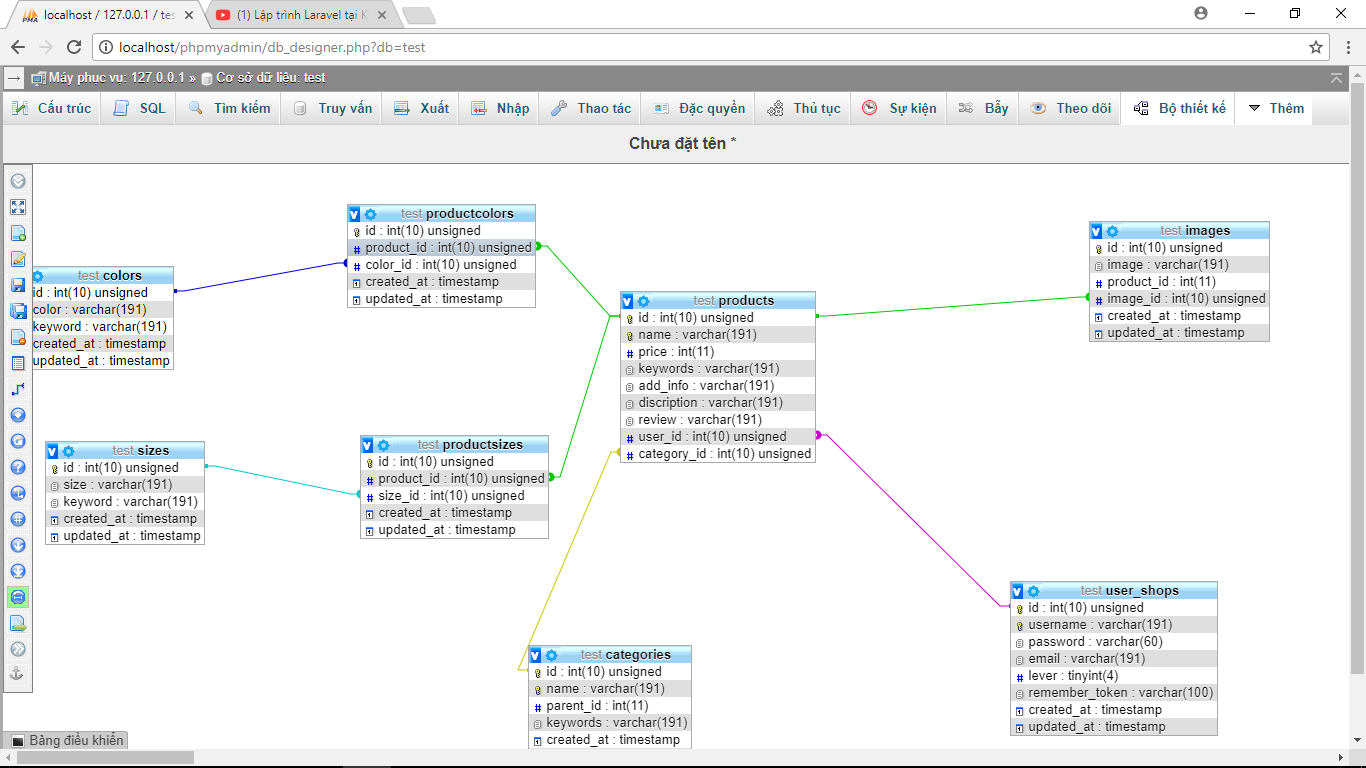 localhost / 127.0.0.1 / tes
(1) Lập trình Laravel tại K
localhost/phpmyadmin/db_designer.php?db=test
Máy phục vụ: 127.0.0.1 » Cơ sở dữ liệu: test
Cấu trúc SQL Tìm kiếm Truy vấn Xuất Nhập Thao tác Đặc quyền Thủ tục Sự kiện Bẫy Theo dõi Bộ thiết kế Thêm
Chưa đặt tên *
test colors
id : int(10) unsigned
color : varchar(191)
keyword : varchar(191)
created_at : timestamp
updated_at : timestamp
test productcolors
id : int(10) unsigned
product_id : int(10) unsigned
color_id : int(10) unsigned
created_at : timestamp
updated_at : timestamp
test products
id : int(10) unsigned
name : varchar(191)
price : int(11)
keywords : varchar(191)
add_info : varchar(191)
discription : varchar(191)
review : varchar(191)
user_id : int(10) unsigned
category_id : int(10) unsigned
test images
id : int(10) unsigned
image : varchar(191)
product_id : int(11)
image_id : int(10) unsigned
created_at : timestamp
updated_at : timestamp
test sizes
id : int(10) unsigned
size : varchar(191)
keyword : varchar(191)
created_at : timestamp
updated_at : timestamp
test productsizes
id : int(10) unsigned
product_id : int(10) unsigned
size_id : int(10) unsigned
created_at : timestamp
updated_at : timestamp
test categories
id : int(10) unsigned
name : varchar(191)
parent_id : int(11)
keywords : varchar(191)
created_at : timestamp
test user_shops
id : int(10) unsigned
username : varchar(191)
password : varchar(60)
email : varchar(191)
lever : tinyint(4)
remember_token : varchar(100)
created_at : timestamp
updated_at : timestamp
Bảng điều khiển